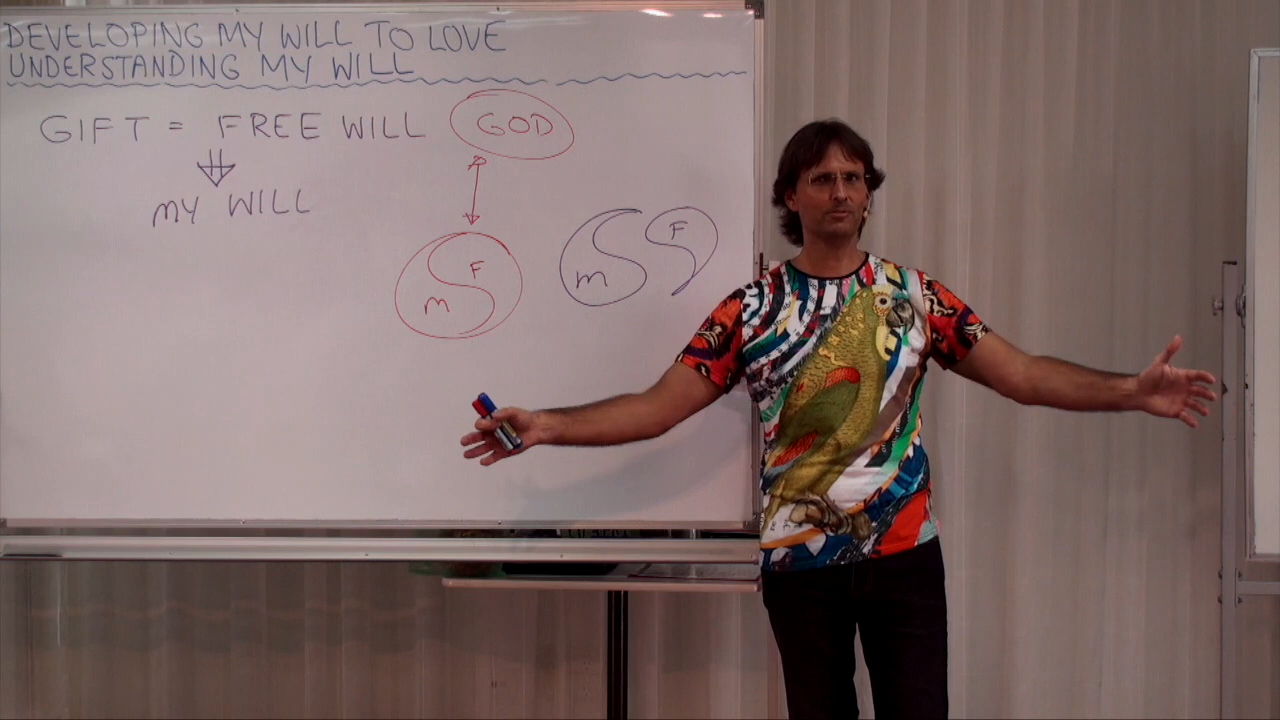 DEVELOPING MY WILL TO LOVE
UNDERSTANDING MY WILL
GIFT = FREE WILL
GOD
MY WILL
F
m
F
m